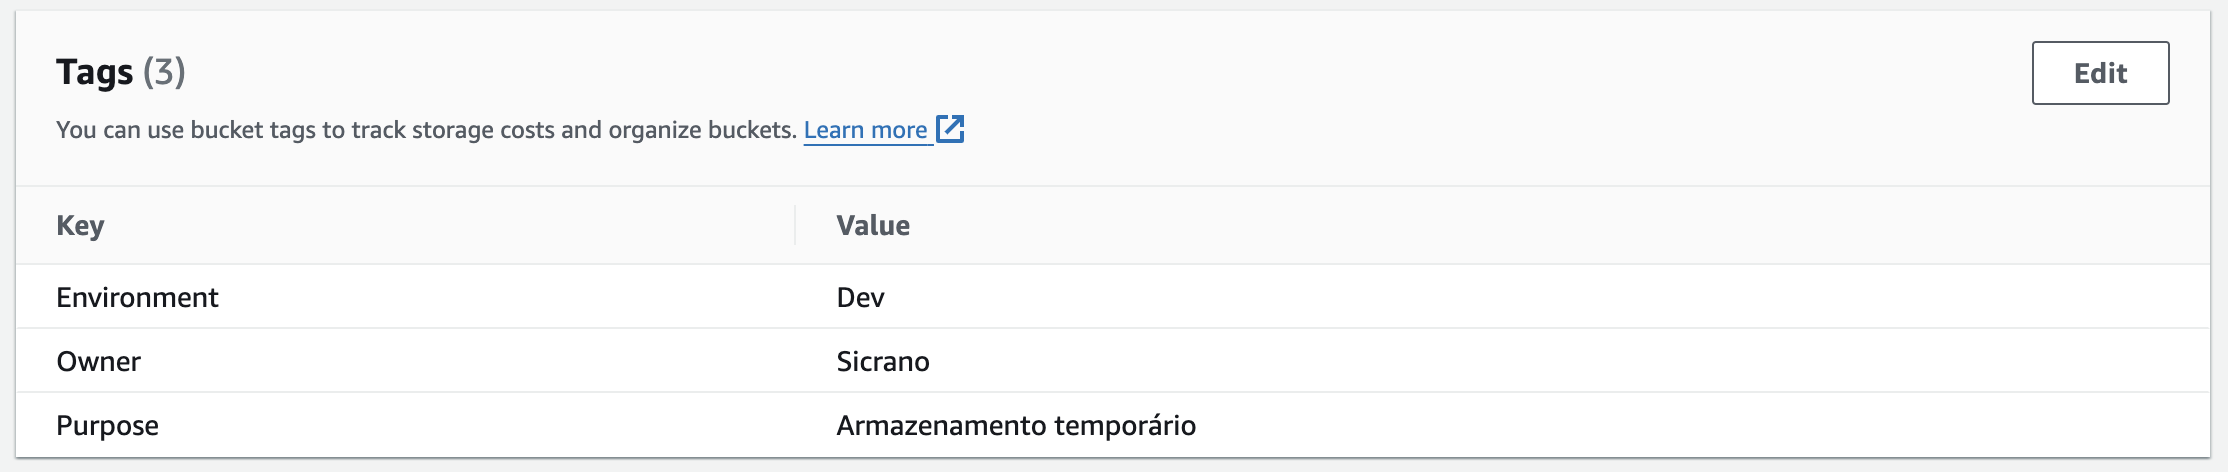 Tags (3)
Edit
You can use bucket tags to track storage costs and organize buckets. Learn more
Key Value
Environment Dev
Owner Sicrano
Purpose Armazenamento temporário